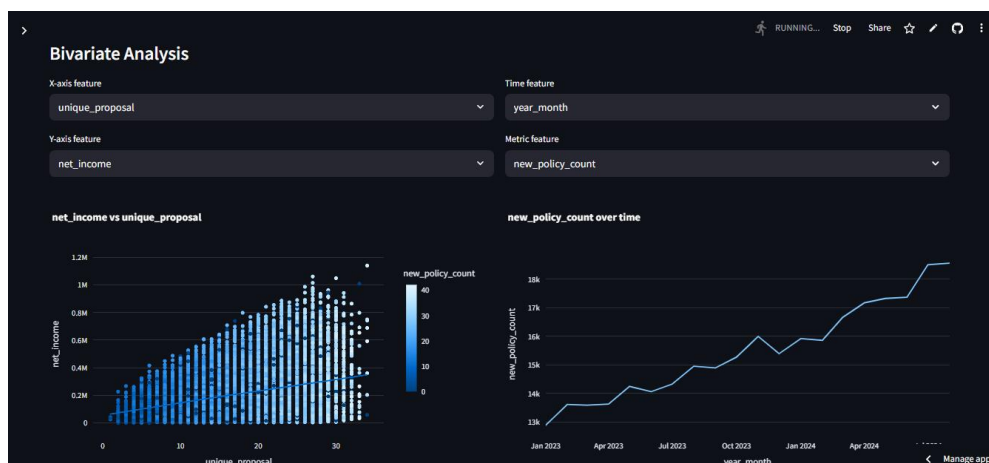 RUNNING... Stop Share
Bivariate Analysis
X-axis feature
unique_proposal
Y-axis feature
net_income
Time feature
year_month
Metric feature
new_policy_count
net_income vs unique_proposal
1.2M
1M
0.8M
0.6M
0.4M
0.2M
0
net_income
0 10 20 30
unique_proposal
new_policy_count
40
30
20
10
0
new_policy_count over time
18k
17k
16k
15k
14k
13k
new_policy_count
Jan 2023 Apr 2023 Jul 2023 Oct 2023 Jan 2024 Apr 2024
year_month
Manage app